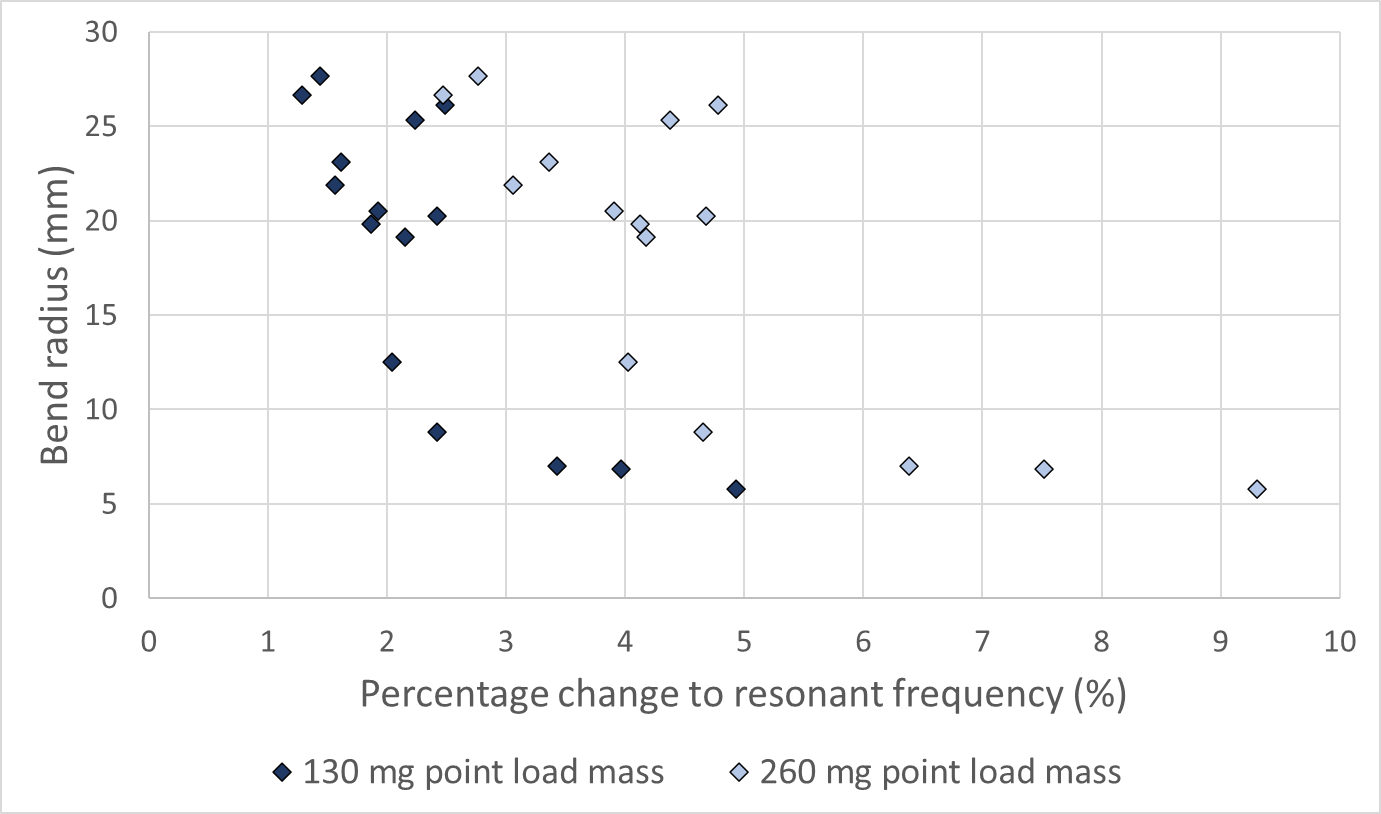 30
25
20
15
10
5
0
Bend radius (mm)
0 1 2 3 4 5 6 7 8 9 10
Percentage change to resonant frequency (%)
130 mg point load mass 260 mg point load mass